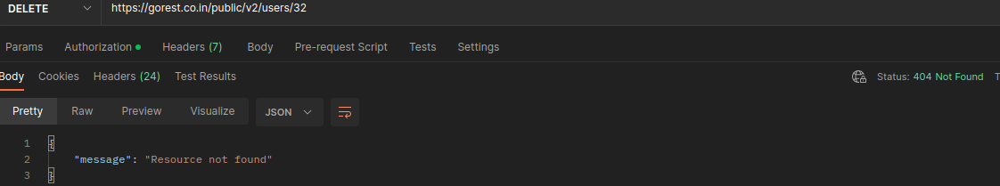 DELETE https://gorest.co.in/public/v2/users/32
Params Authorization Headers (7) Body Pre-request Script Tests Settings
Body Cookies Headers (24) Test Results Status: 404 Not Found
Pretty Raw Preview Visualize JSON
1 {
2 "message": "Resource not found"
3 }